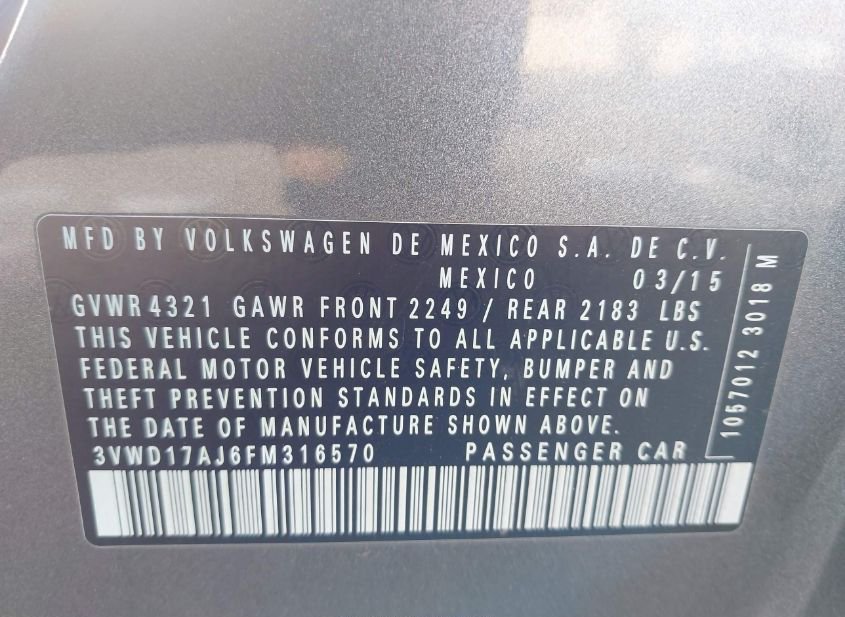 MFD BY VOLKSWAGEN DE MEXICO S.A. DE C.V.
MEXICO 03/15
GVWR 4321 GAWR FRONT 2249 / REAR 2183 LBS
THIS VEHICLE CONFORMS TO ALL APPLICABLE U.S.
FEDERAL MOTOR VEHICLE SAFETY, BUMPER AND
THEFT PREVENTION STANDARDS IN EFFECT ON
THE DATE OF MANUFACTURE SHOWN ABOVE.
3VWD17AJ6FM316570 PASSENGER CAR
1057012 3018 M